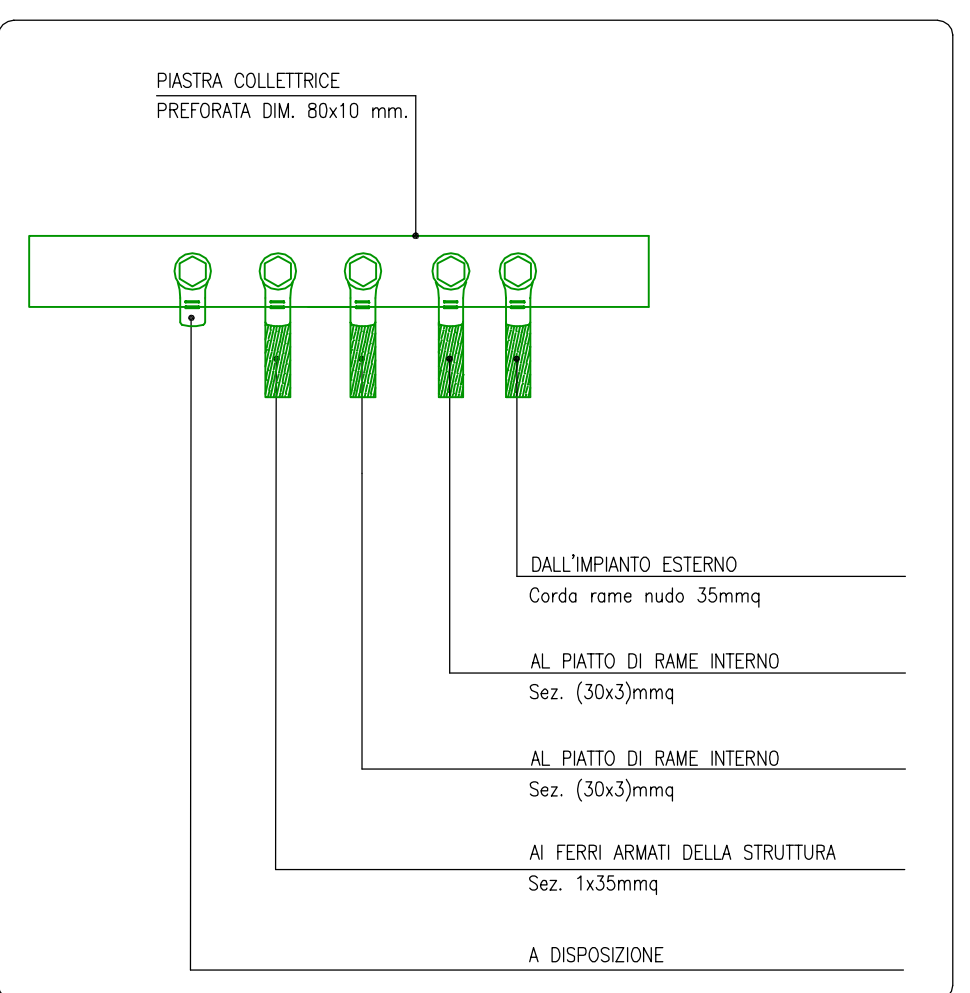 PIASTRA COLLETTRICE
PREFORATA DIM. 80x10 mm.
DALL'IMPIANTO ESTERNO
Corda rame nudo 35mmq
AL PIATTO DI RAME INTERNO
Sez. (30x3)mmq
AL PIATTO DI RAME INTERNO
Sez. (30x3)mmq
AI FERRI ARMATI DELLA STRUTTURA
Sez. 1x35mmq
A DISPOSIZIONE